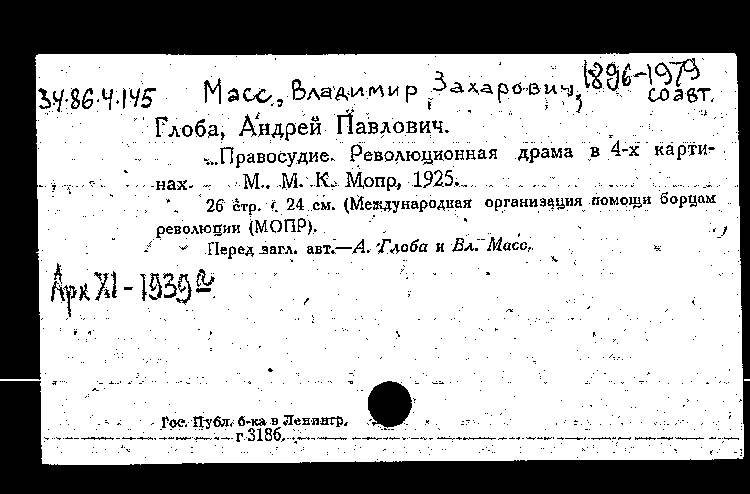 34.86.4.145 Масс, Владимир Захарович, 1896-1979
соавт.
Глоба, Андрей Павлович.
...Правосудие. Революционная драма в 4-х карти-
нах. М., М. К. Мопр, 1925.
26 стр. 24 см. (Международная организация помощи борцам
революции (МОПР).
Перед загл. авт.—А. Глоба и Вл. Масс.
Арк XI - 1939
Гос. Публ. б-ка в Ленингр.
г 3186.